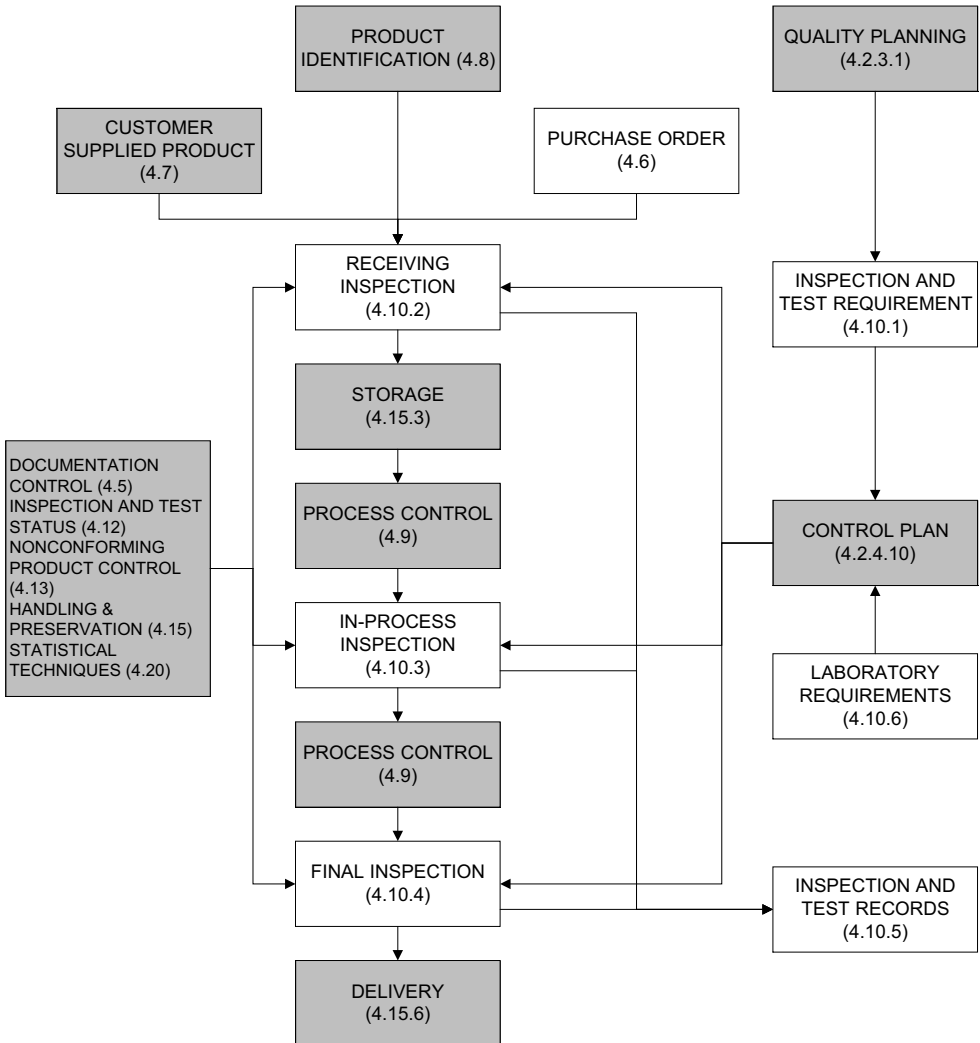 PRODUCT
IDENTIFICATION (4.8)
QUALITY PLANNING
(4.2.3.1)
CUSTOMER
SUPPLIED PRODUCT
(4.7)
PURCHASE ORDER
(4.6)
RECEIVING
INSPECTION
(4.10.2)
INSPECTION AND
TEST REQUIREMENT
(4.10.1)
STORAGE
(4.15.3)
DOCUMENTATION
CONTROL (4.5)
INSPECTION AND TEST
STATUS (4.12)
NONCONFORMING
PRODUCT CONTROL
(4.13)
HANDLING &
PRESERVATION (4.15)
STATISTICAL
TECHNIQUES (4.20)
PROCESS CONTROL
(4.9)
CONTROL PLAN
(4.2.4.10)
IN-PROCESS
INSPECTION
(4.10.3)
LABORATORY
REQUIREMENTS
(4.10.6)
PROCESS CONTROL
(4.9)
FINAL INSPECTION
(4.10.4)
INSPECTION AND
TEST RECORDS
(4.10.5)
DELIVERY
(4.15.6)